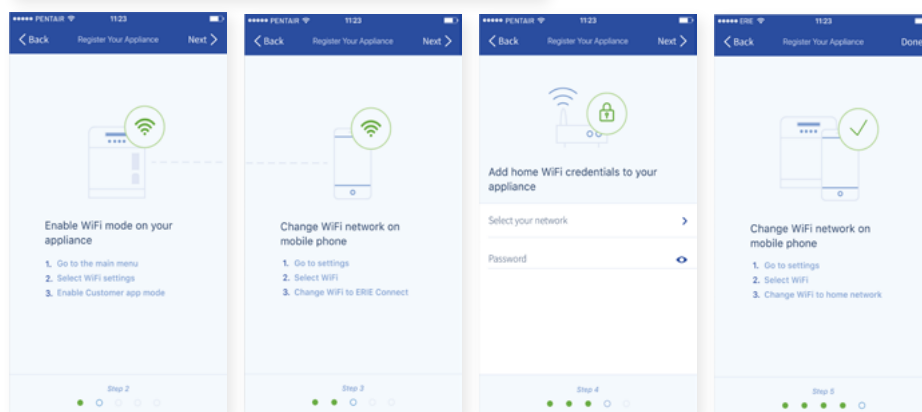 PENTAIR 11:23
Back Register Your Appliance Next
Enable WiFi mode on your
appliance
1. Go to the main menu
2. Select WiFi settings
3. Enable Customer app mode
Step 2
PENTAIR 11:23
Back Register Your Appliance Next
Change WiFi network on
mobile phone
1. Go to settings
2. Select WiFi
3. Change WiFi to ERIE Connect
Step 3
PENTAIR 11:23
Back Register Your Appliance Next
Add home WiFi credentials to your
appliance
Select your network
Password
Step 4
ERIE 11:23
Back Register Your Appliance Done
Change WiFi network on
mobile phone
1. Go to settings
2. Select WiFi
3. Change WiFi to home network
Step 5